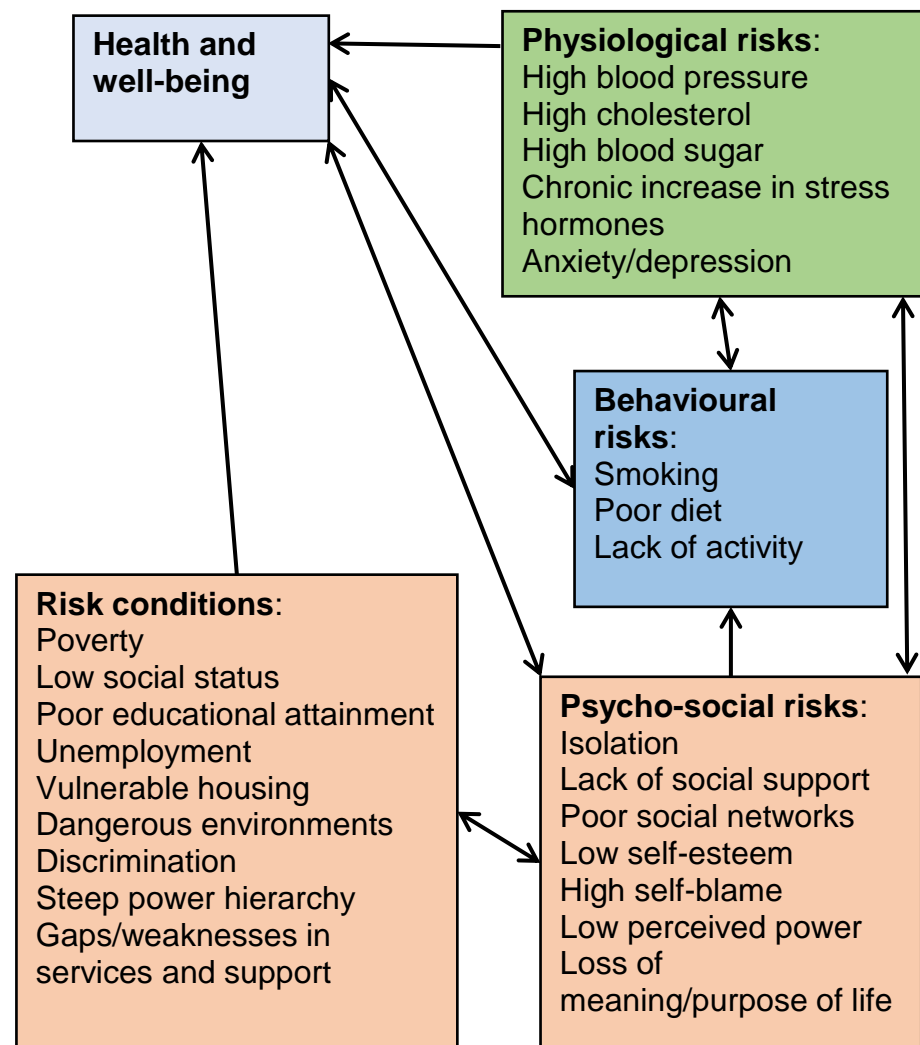 Health and
well-being
Physiological risks:
High blood pressure
High cholesterol
High blood sugar
Chronic increase in stress
hormones
Anxiety/depression
Behavioural
risks:
Smoking
Poor diet
Lack of activity
Risk conditions:
Poverty
Low social status
Poor educational attainment
Unemployment
Vulnerable housing
Dangerous environments
Discrimination
Steep power hierarchy
Gaps/weaknesses in
services and support
Psycho-social risks:
Isolation
Lack of social support
Poor social networks
Low self-esteem
High self-blame
Low perceived power
Loss of
meaning/purpose of life